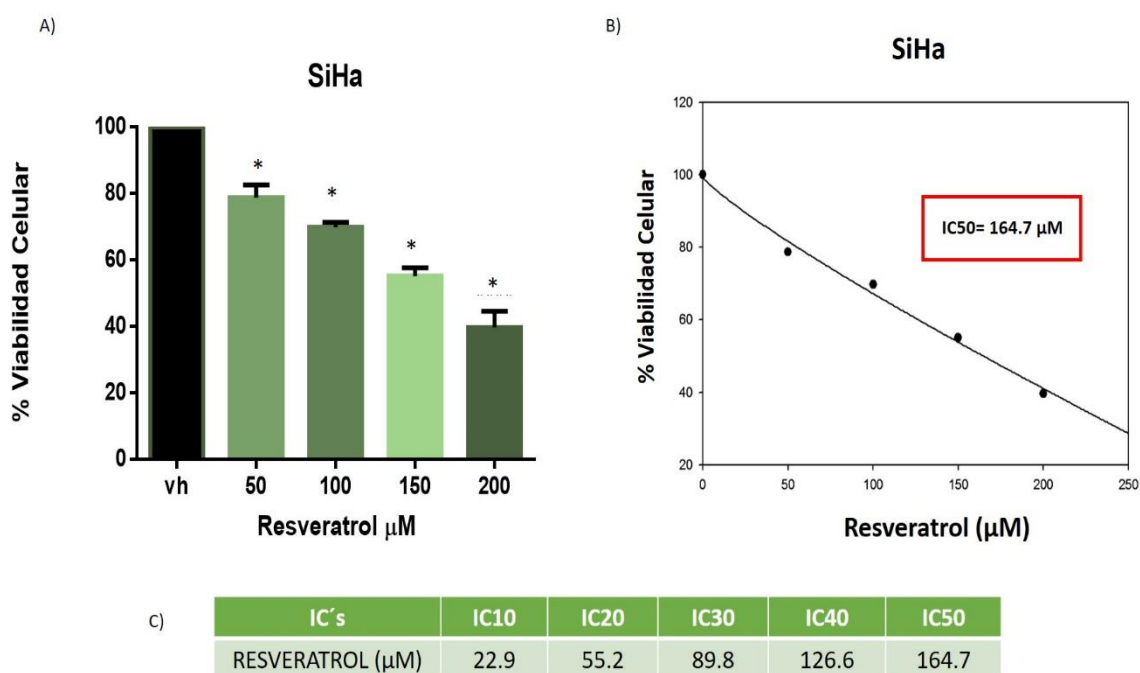 A)
SiHa
% Viabilidad Celular
100
80
60
40
20
0
*
*
*
*
vh 50 100 150 200
Resveratrol μM
B)
SiHa
% Viabilidad Celular
120
100
80
60
40
20
IC50= 164.7 μM
0 50 100 150 200 250
Resveratrol (μM)
C)
IC´s IC10 IC20 IC30 IC40 IC50
RESVERATROL (μM) 22.9 55.2 89.8 126.6 164.7